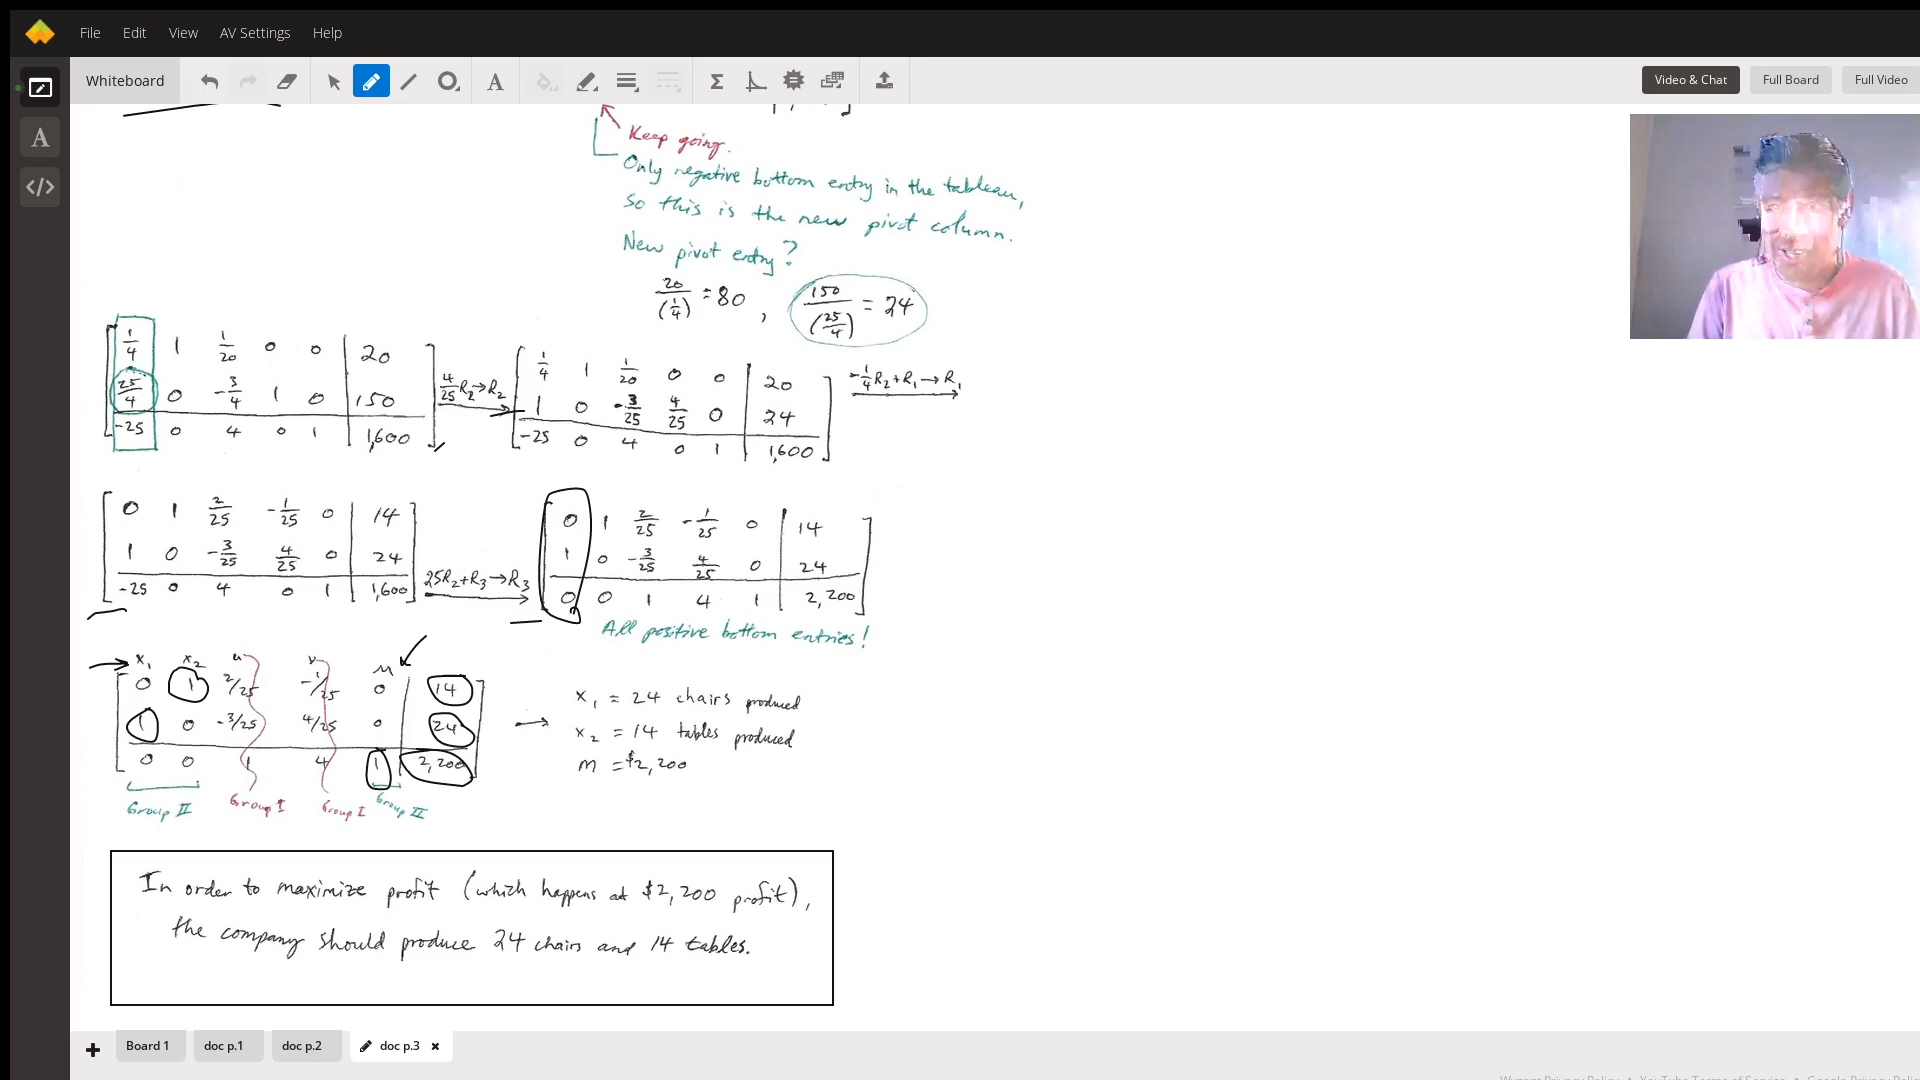 File Edit View AV Settings Help
Whiteboard
A
Σ
Video & Chat Full Board Full Video
A
</>
Keep going.
Only negative bottom entry in the tableau,
So this is the new pivot column.
New pivot entry?
20/(1/4) = 80 , 150/(25/4) = 24
1/4 1 1/20 0 0 | 20
25/4 0 -3/4 1 0 | 150
-25 0 4 0 1 | 1,600
4/25 R2→R2
1/4 1 1/20 0 0 | 20
1 0 -3/25 4/25 0 | 24
-25 0 4 0 1 | 1,600
-1/4 R2+R1→R1
0 1 2/25 -1/25 0 | 14
1 0 -3/25 4/25 0 | 24
-25 0 4 0 1 | 1,600
25R2+R3→R3
0 1 2/25 -1/25 0 | 14
1 0 -3/25 4/25 0 | 24
0 0 1 4 1 | 2,200
All positive bottom entries!
x1 x2 u v M
0 1 2/25 -1/25 0 | 14
1 0 -3/25 4/25 0 | 24
0 0 1 4 1 | 2,200
Group II Group I Group I Group II
→ x1 = 24 chairs produced
x2 = 14 tables produced
M = $2,200
In order to maximize profit (which happens at $2,200 profit),
the company should produce 24 chairs and 14 tables.
+ Board 1 doc p.1 doc p.2 doc p.3 ×